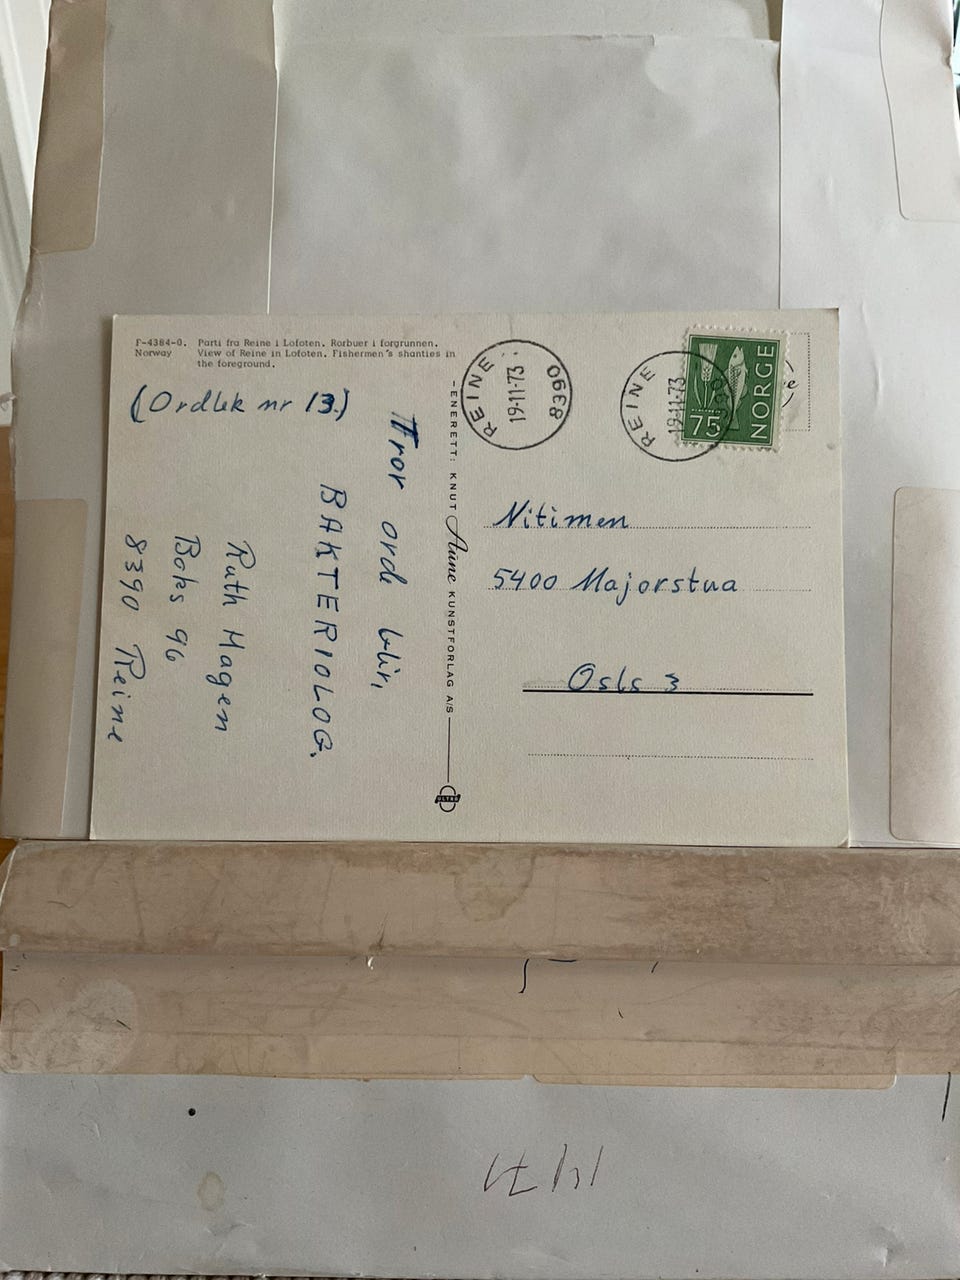 F-4384-0. Parti fra Reine i Lofoten. Rorbuer i forgrunnen.
Norway View of Reine in Lofoten. Fishermen's shanties in
the foreground.
(Ordlek nr 13.)
Tror orde blir,
BAKTERIOLOG.
Ruth Hagen
Boks 96
8390 Reine
-ENERETT: KNUT Aune KUNSTFORLAG A/S
ULTRA
REINE
19-11-73
8390
REINE
19-11-73
75
NORGE
Nitimen
5400 Majorstua
Oslo 3